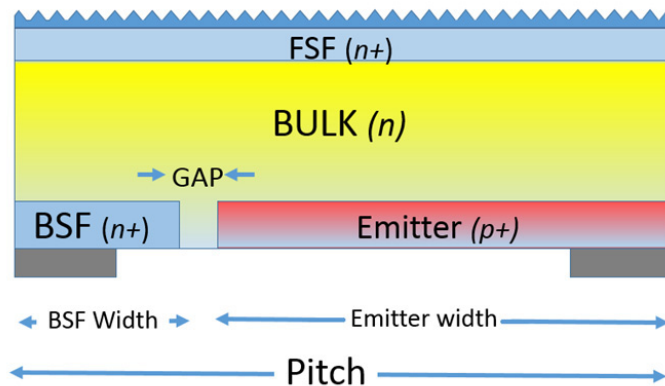 FSF (n+)
BULK (n)
GAP
BSF (n+)
Emitter (p+)
BSF Width
Emitter width
Pitch